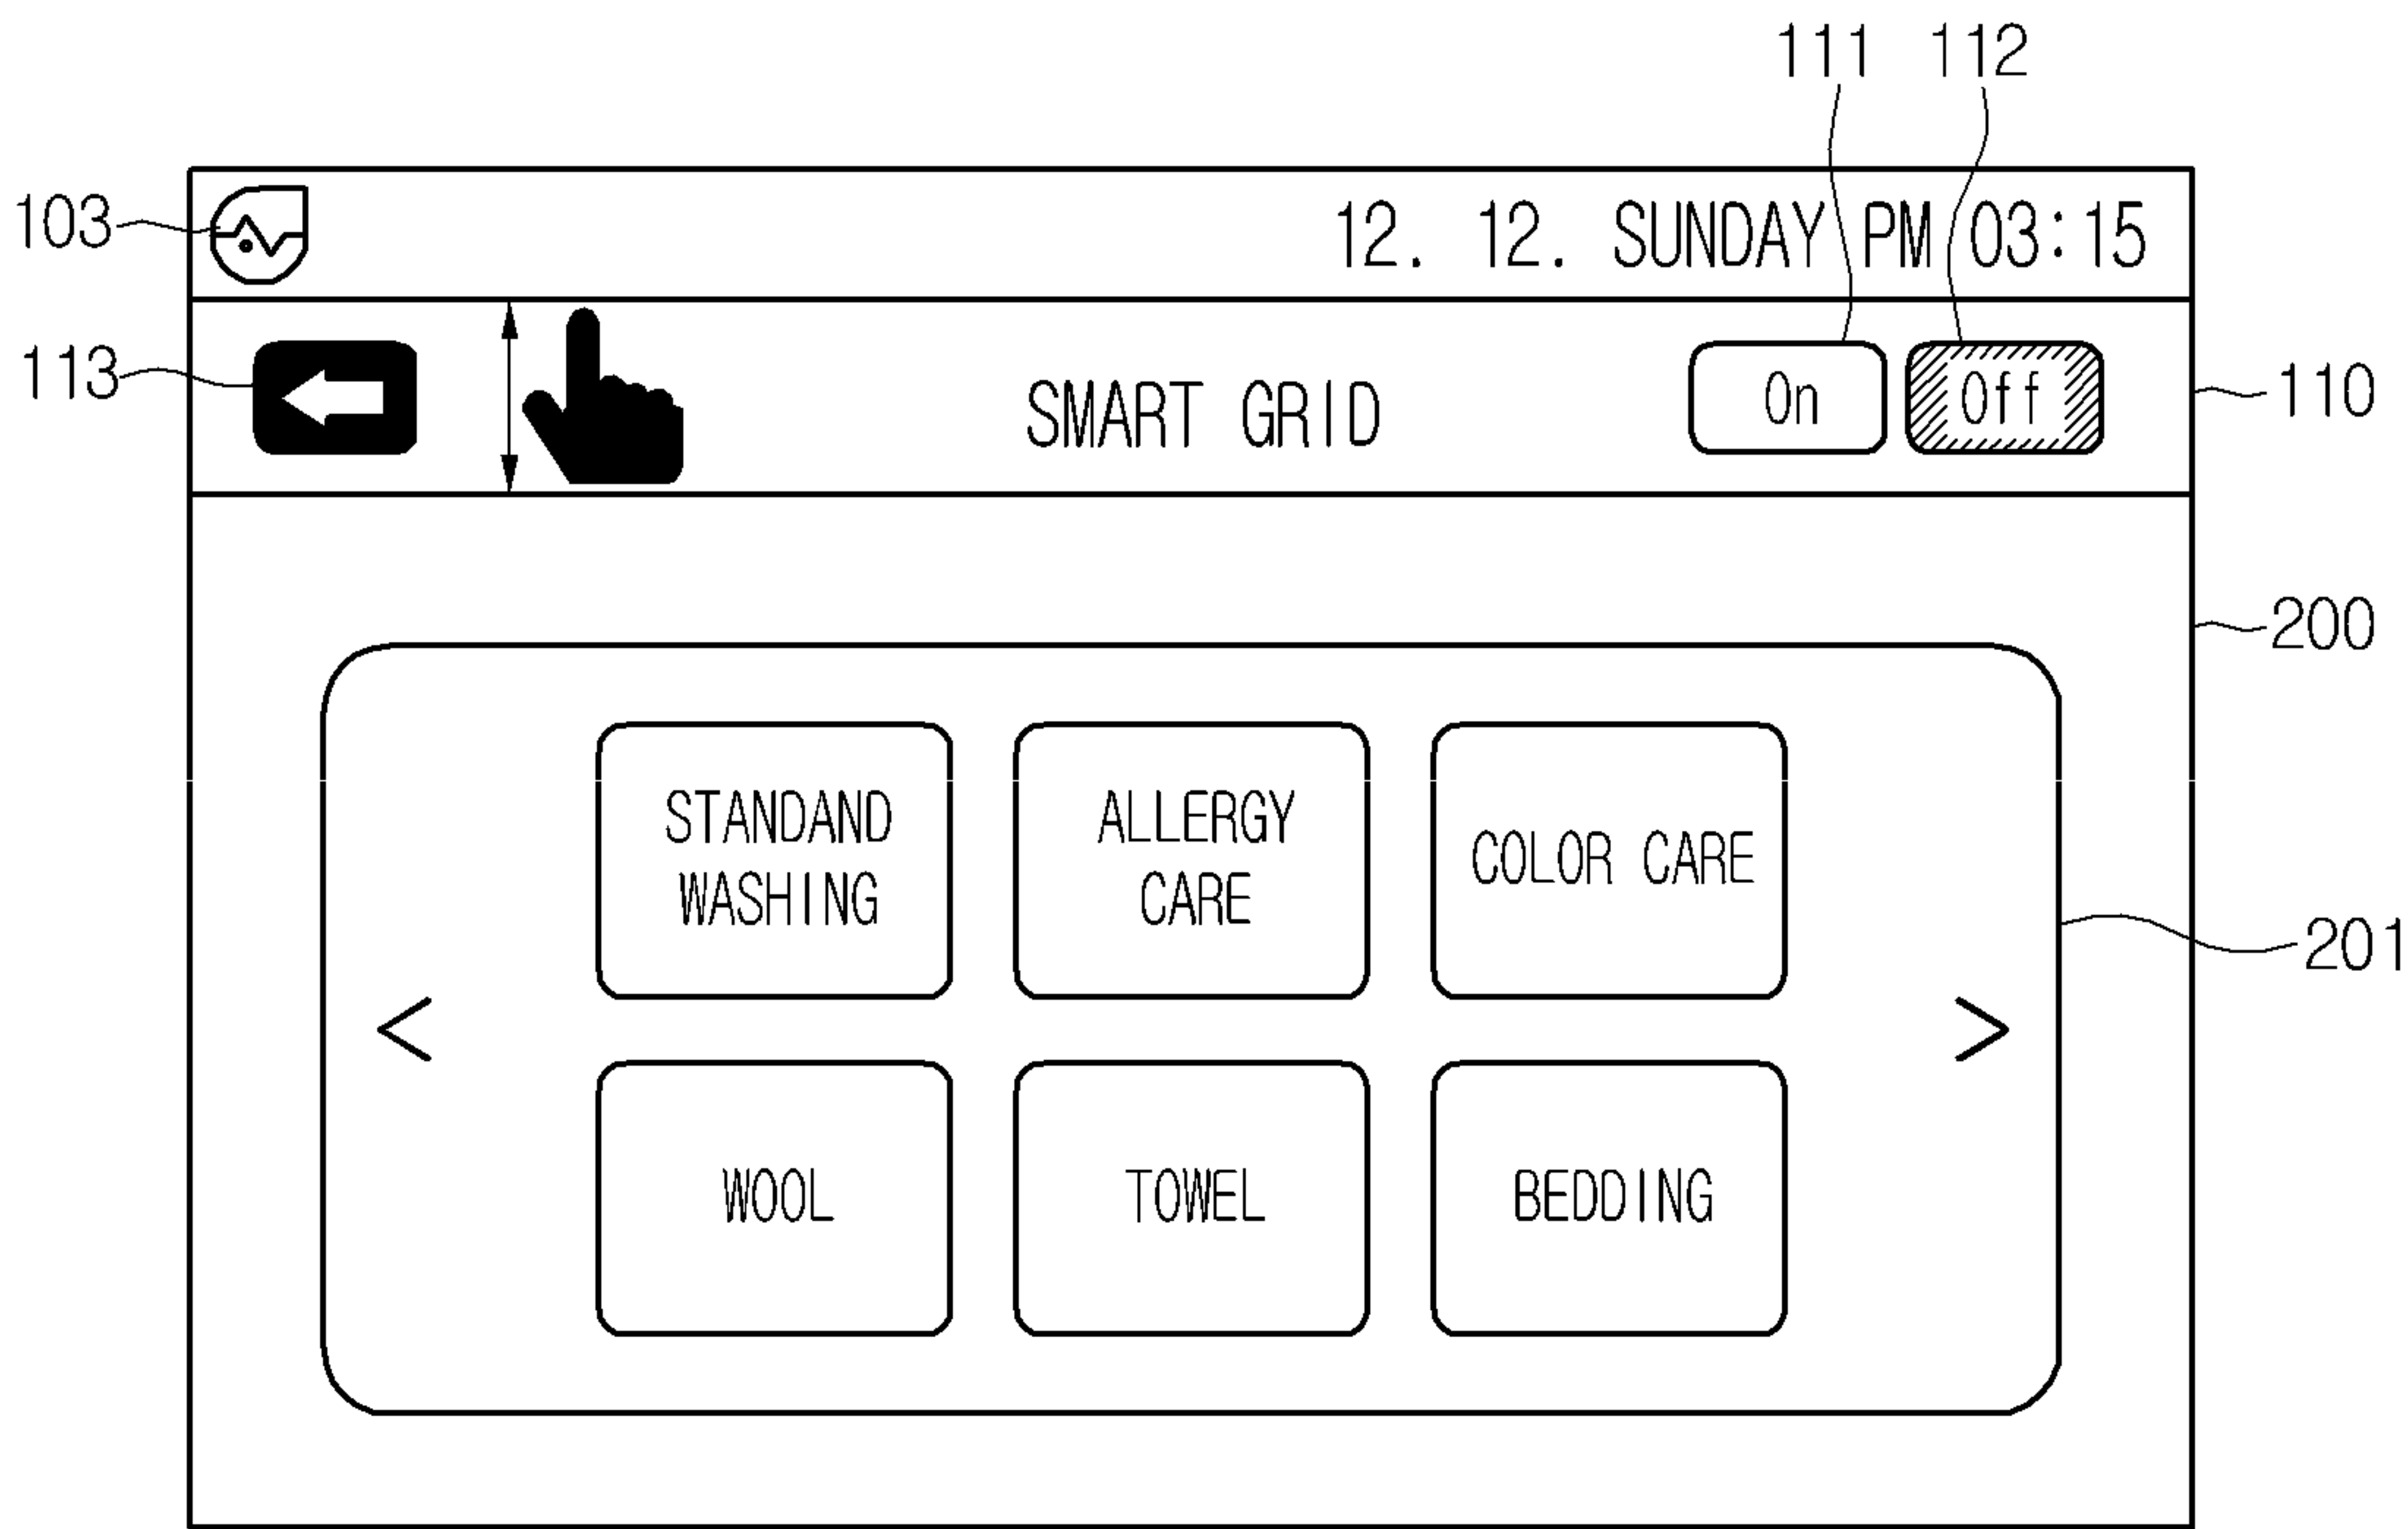 111 112
103
12. 12. SUNDAY PM 03:15
113
SMART GRID
On
Off
110
200
STANDAND
WASHING
ALLERGY
CARE
COLOR CARE
201
<
>
WOOL
TOWEL
BEDDING